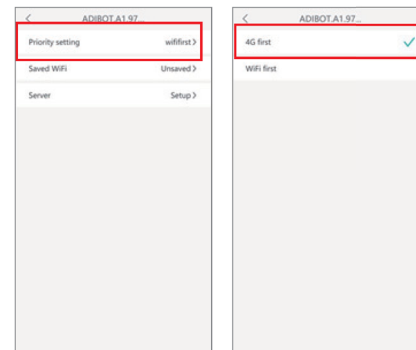 ADIBOT.A1.97...
Priority setting wififirst >
Saved WiFi Unsaved >
Server Setup >
ADIBOT.A1.97...
4G first
WiFi first